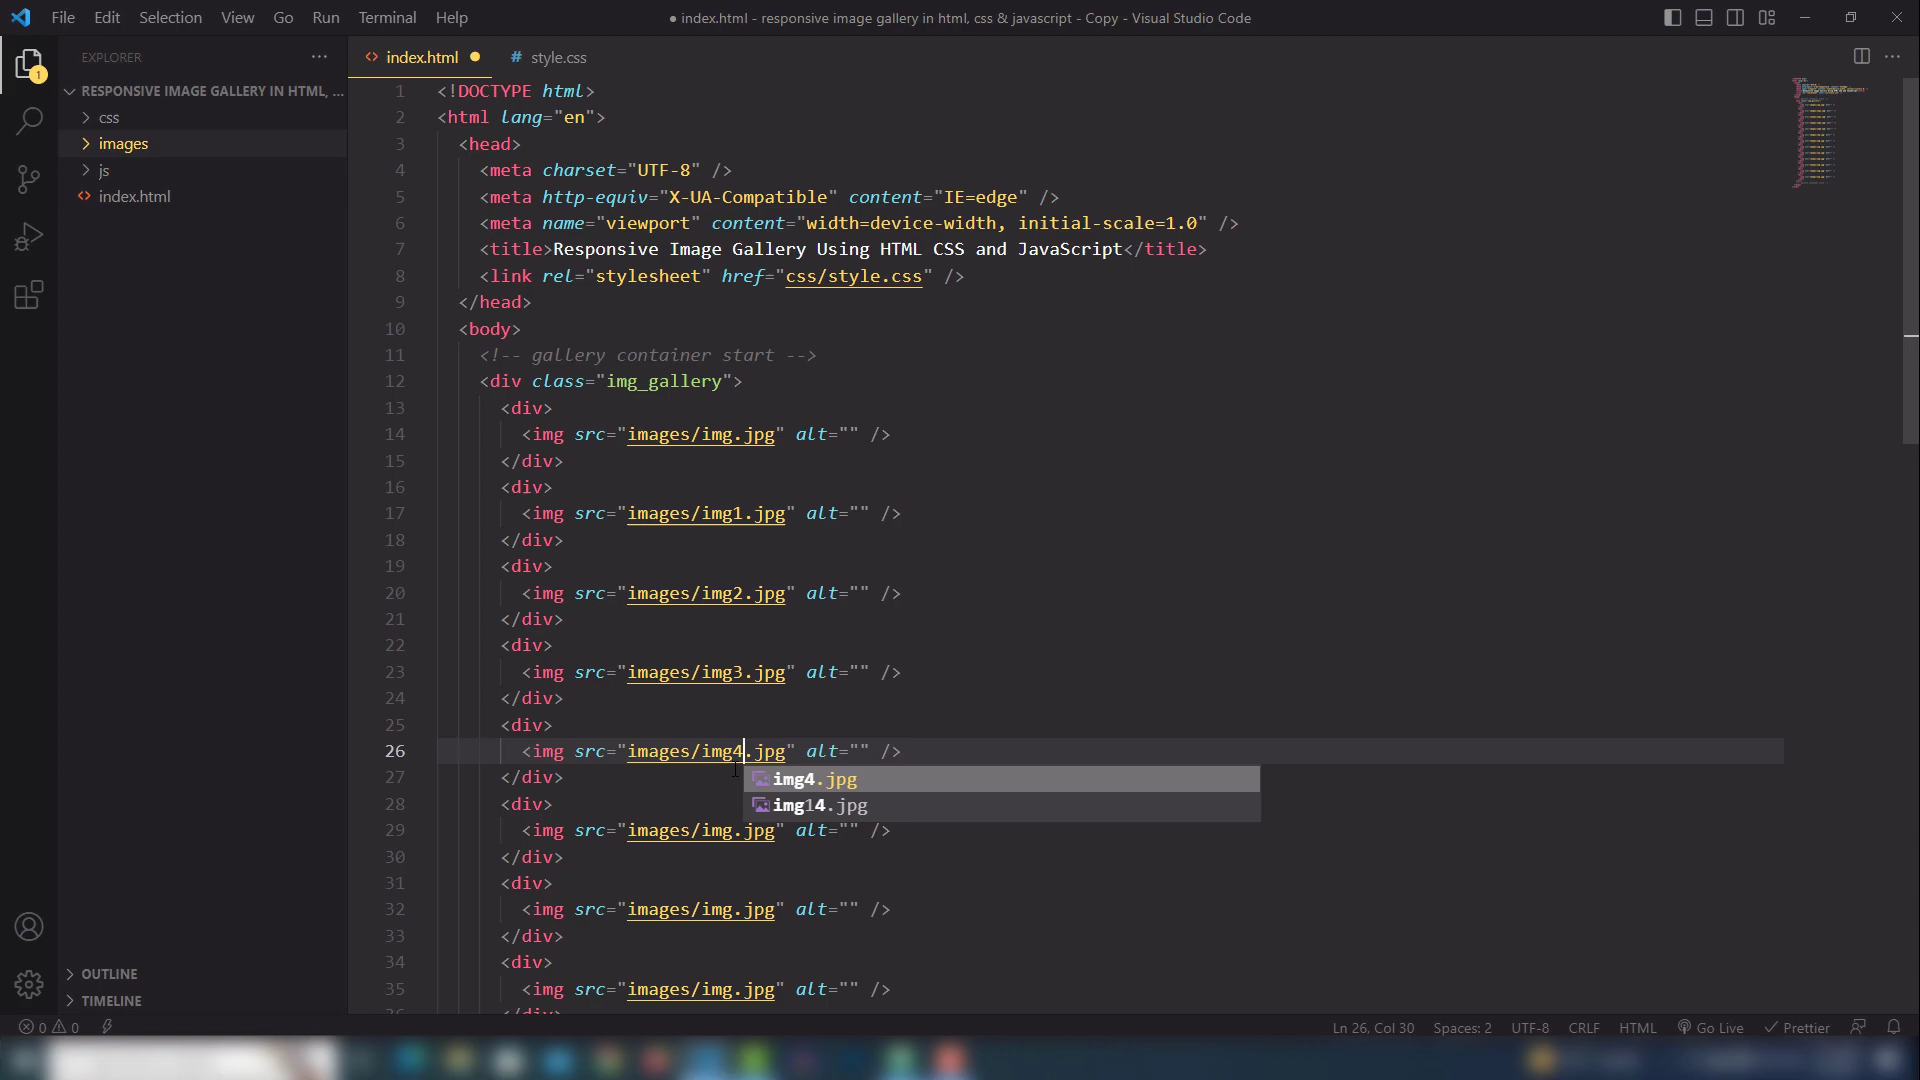 File Edit Selection View Go Run Terminal Help
● index.html - responsive image gallery in html, css & javascript - Copy - Visual Studio Code
1
EXPLORER
RESPONSIVE IMAGE GALLERY IN HTML, ...
css
images
js
index.html
OUTLINE
TIMELINE
index.html
# style.css
1 <!DOCTYPE html>
2 <html lang="en">
3 <head>
4 <meta charset="UTF-8" />
5 <meta http-equiv="X-UA-Compatible" content="IE=edge" />
6 <meta name="viewport" content="width=device-width, initial-scale=1.0" />
7 <title>Responsive Image Gallery Using HTML CSS and JavaScript</title>
8 <link rel="stylesheet" href="css/style.css" />
9 </head>
10 <body>
11 <!-- gallery container start -->
12 <div class="img_gallery">
13 <div>
14 <img src="images/img.jpg" alt="" />
15 </div>
16 <div>
17 <img src="images/img1.jpg" alt="" />
18 </div>
19 <div>
20 <img src="images/img2.jpg" alt="" />
21 </div>
22 <div>
23 <img src="images/img3.jpg" alt="" />
24 </div>
25 <div>
26 <img src="images/img4.jpg" alt="" />
27 </div>
img4.jpg
img14.jpg
28 <div>
29 <img src="images/img.jpg" alt="" />
30 </div>
31 <div>
32 <img src="images/img.jpg" alt="" />
33 </div>
34 <div>
35 <img src="images/img.jpg" alt="" />
0 0
Ln 26, Col 30 Spaces: 2 UTF-8 CRLF HTML Go Live Prettier